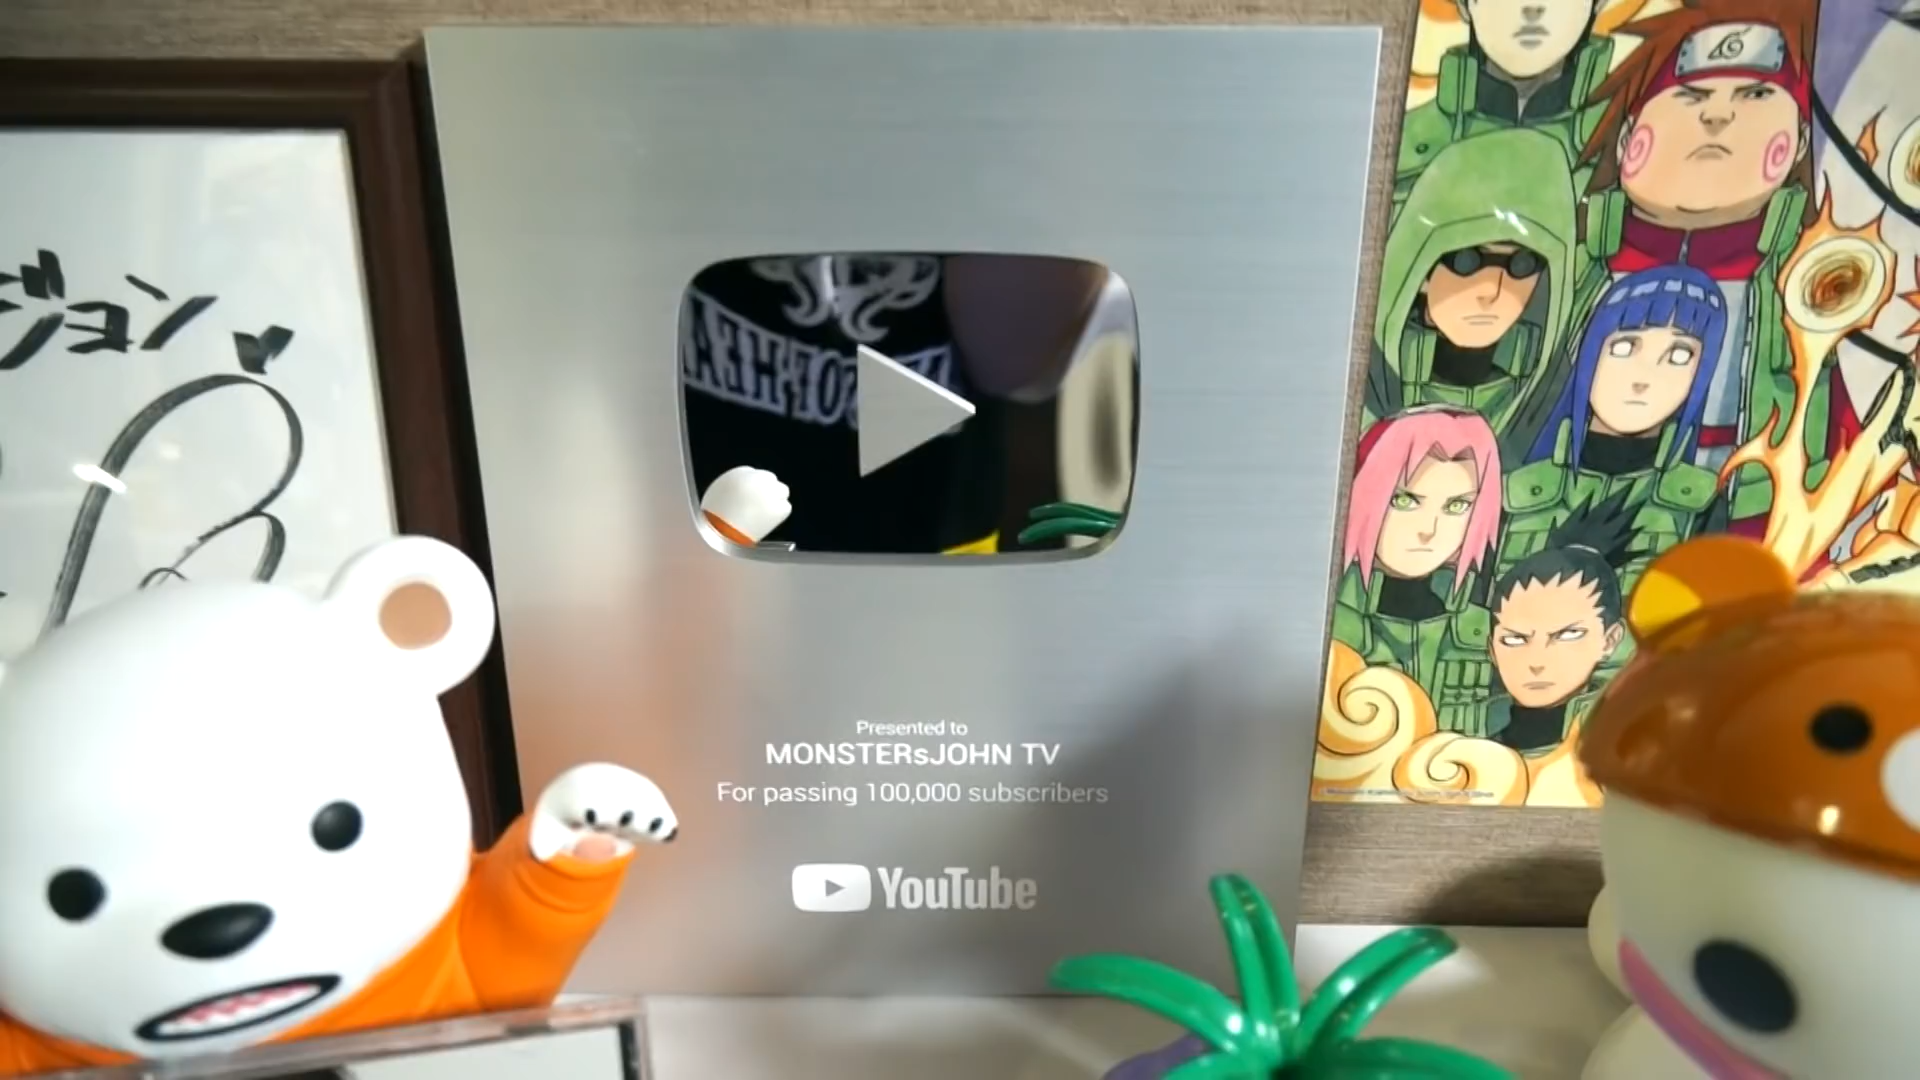 ジョン
Presented to
MONSTERsJOHN TV
For passing 100,000 subscribers
YouTube